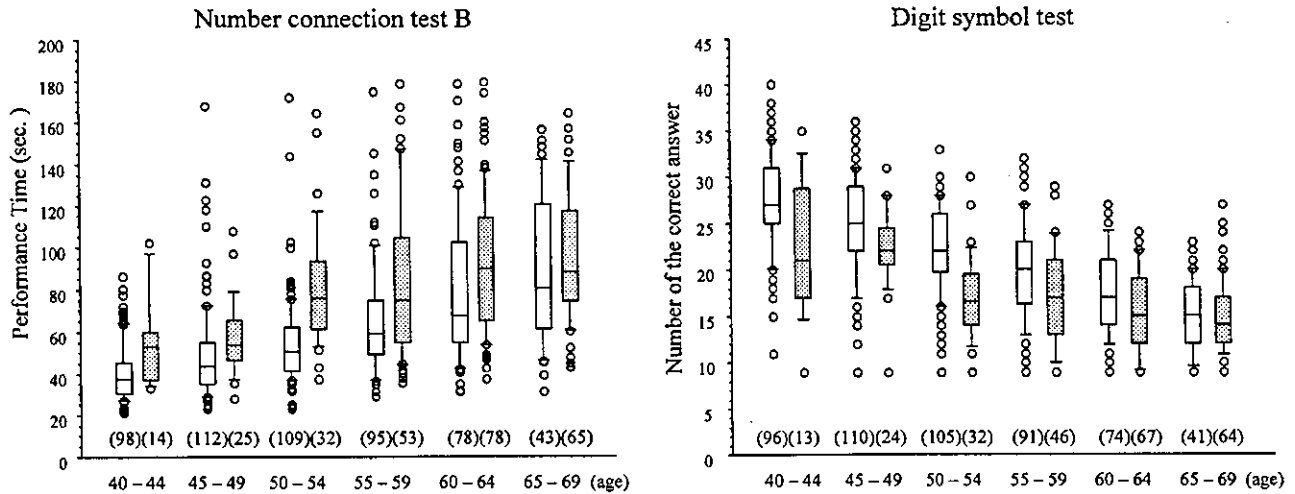 Number connection test B
Performance Time (sec.)
200
180
160
140
120
100
80
60
40
20
0
(98)(14) (112)(25) (109)(32) (95)(53) (78)(78) (43)(65)
40 – 44 45 – 49 50 – 54 55 – 59 60 – 64 65 – 69 (age)
Digit symbol test
Number of the correct answer
45
40
35
30
25
20
15
10
5
0
(96)(13) (110)(24) (105)(32) (91)(46) (74)(67) (41)(64)
40 – 44 45 – 49 50 – 54 55 – 59 60 – 64 65 – 69 (age)